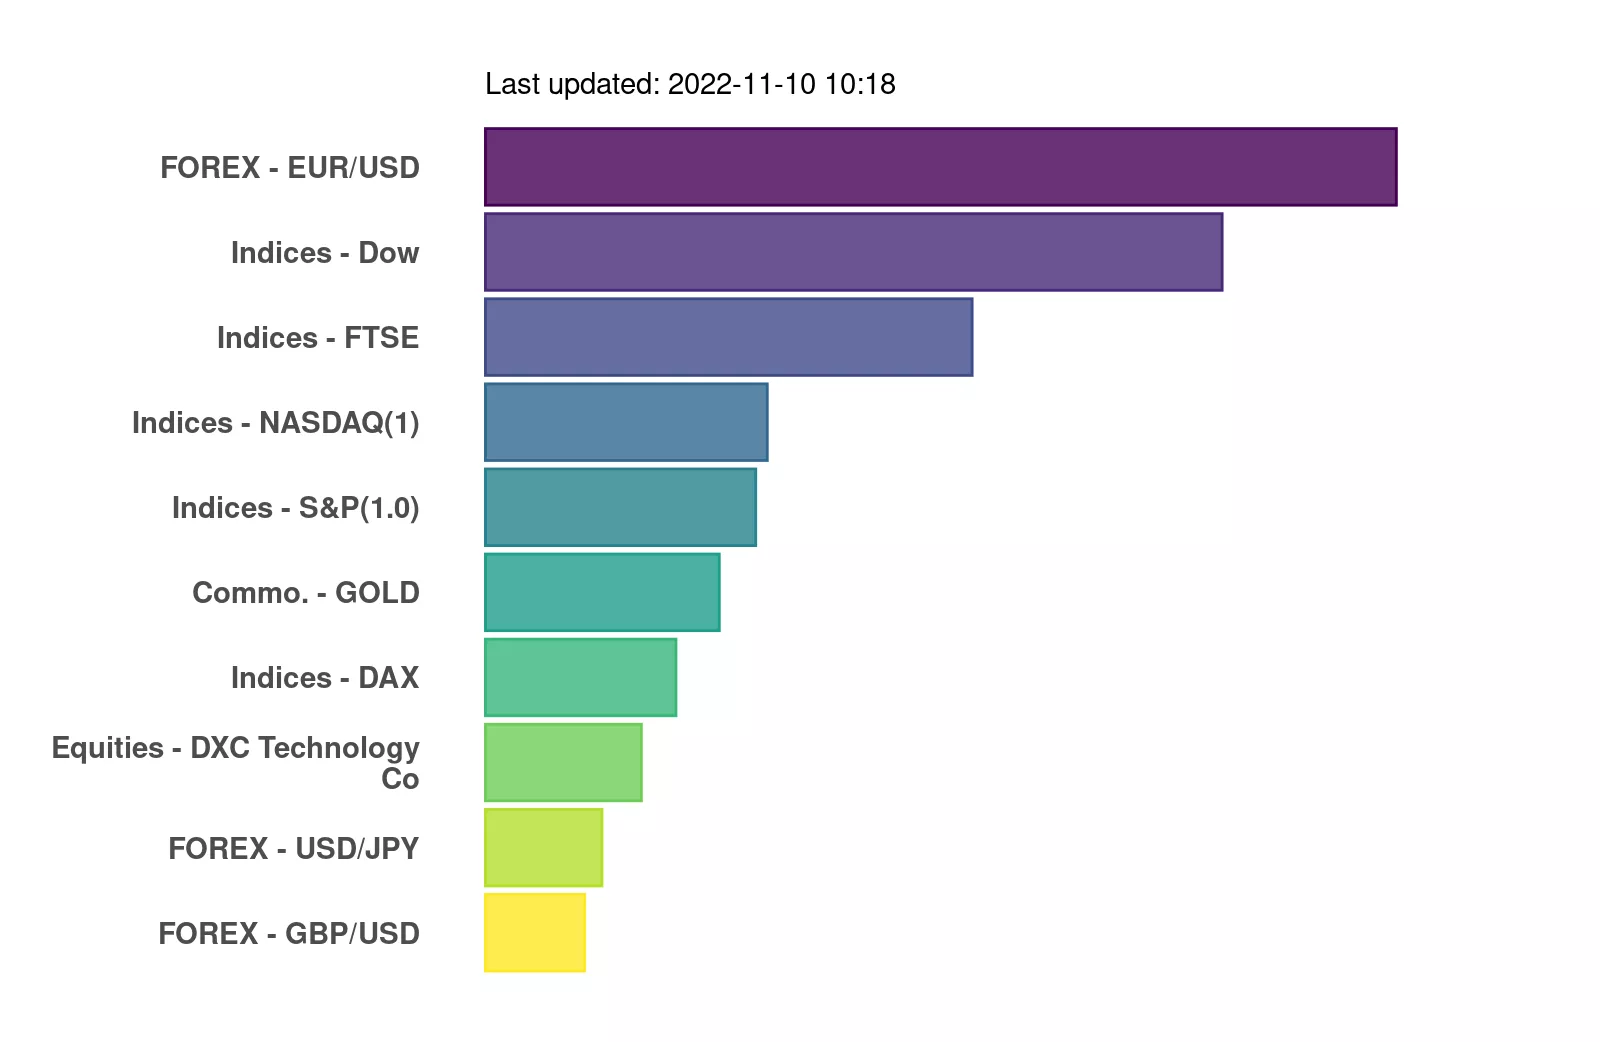 Last updated: 2022-11-10 10:18
FOREX - EUR/USD
Indices - Dow
Indices - FTSE
Indices - NASDAQ(1)
Indices - S&P(1.0)
Commo. - GOLD
Indices - DAX
Equities - DXC Technology
Co
FOREX - USD/JPY
FOREX - GBP/USD